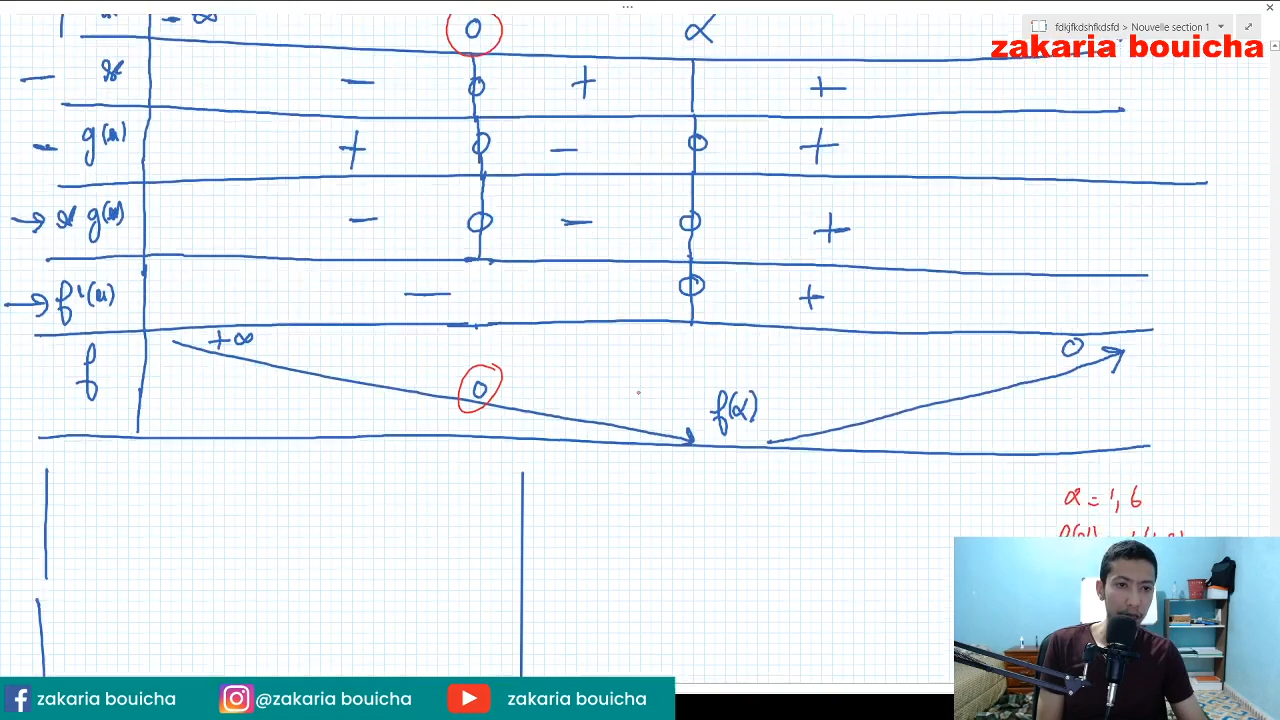 fdkjfkdshfkdsfd > Nouvelle section 1
zakaria bouicha
- ∞ 0 α
- x - 0 + +
- g(x) + 0 - 0 +
→ x g(x) - 0 - 0 +
→ f'(x) - 0 +
f +∞ 0 f(α) 0
α = 1,6
zakaria bouicha @zakaria bouicha zakaria bouicha